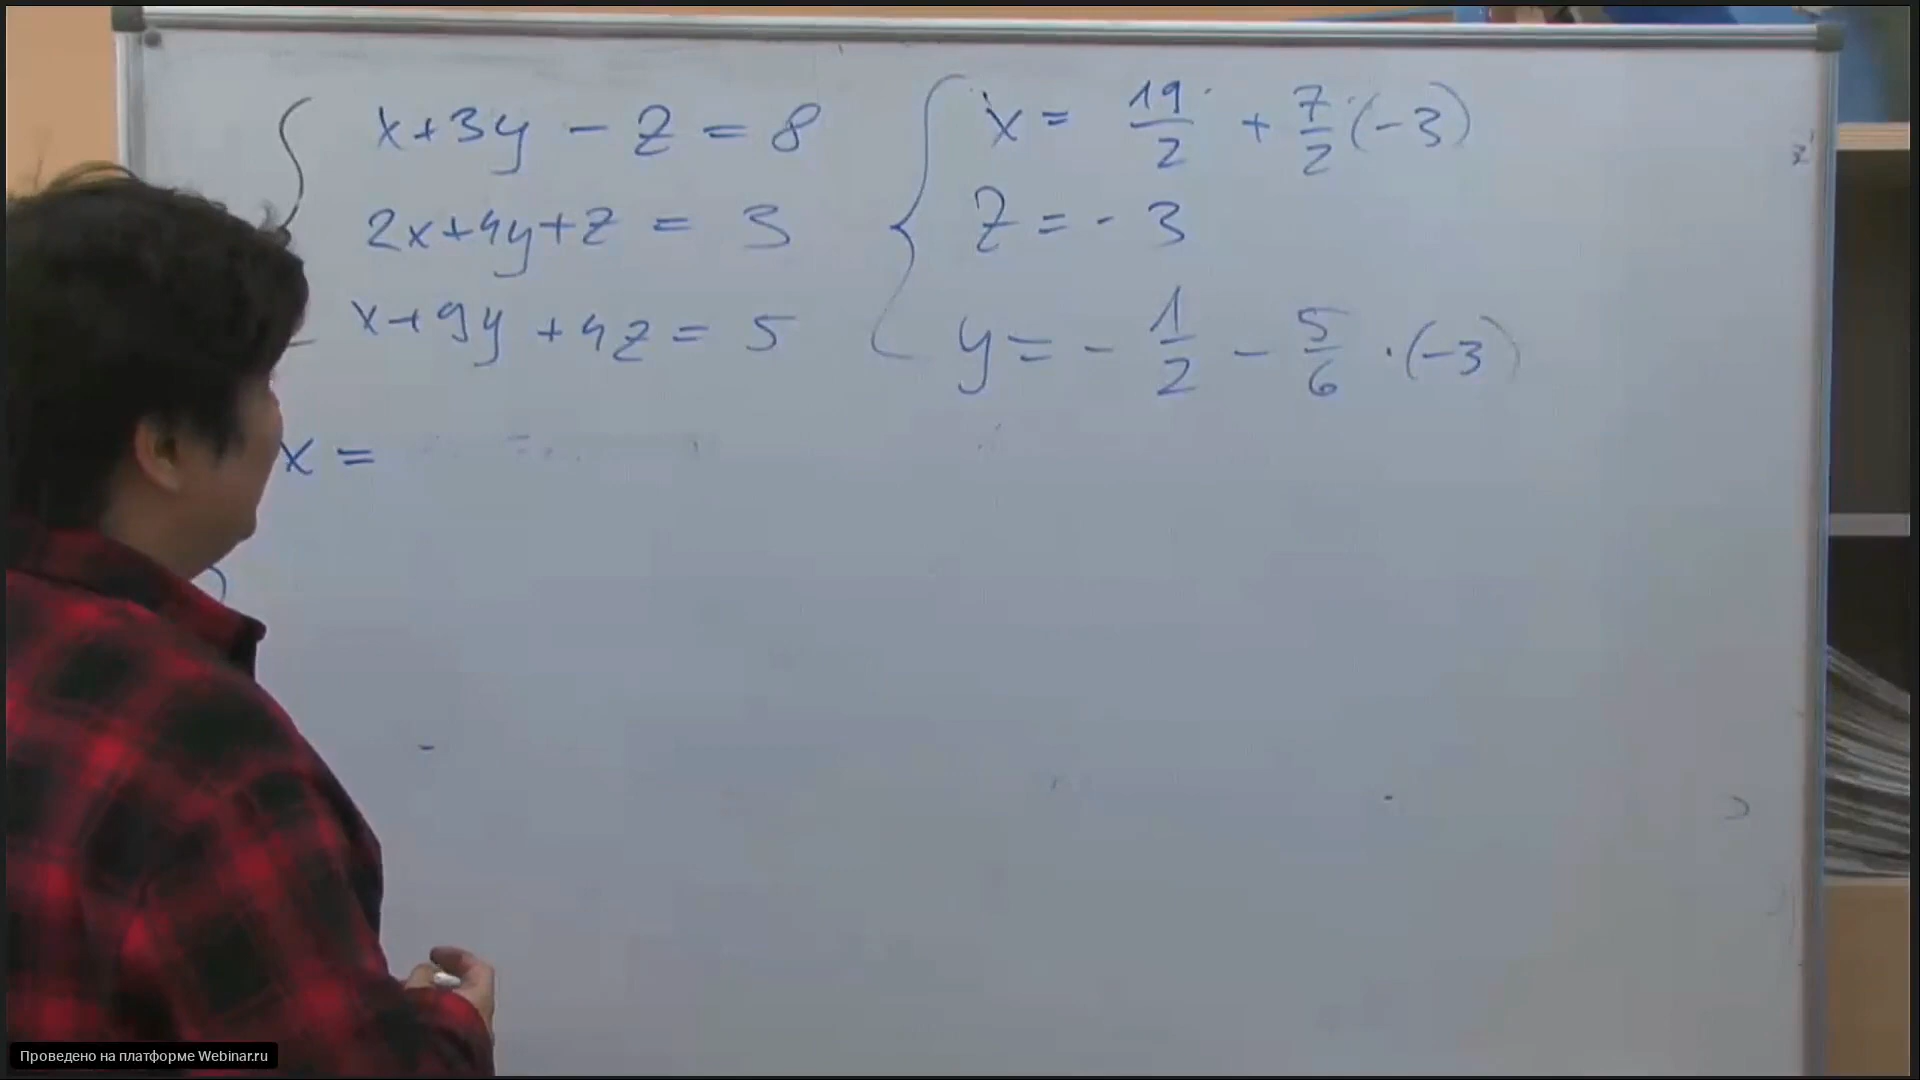 x+3y - z = 8
2x+4y+z = 3
x+9y +4z = 5
x = 19/2 + 7/2 (-3)
z = - 3
y = - 1/2 - 5/6 · (-3)
x =
Проведено на платформе Webinar.ru